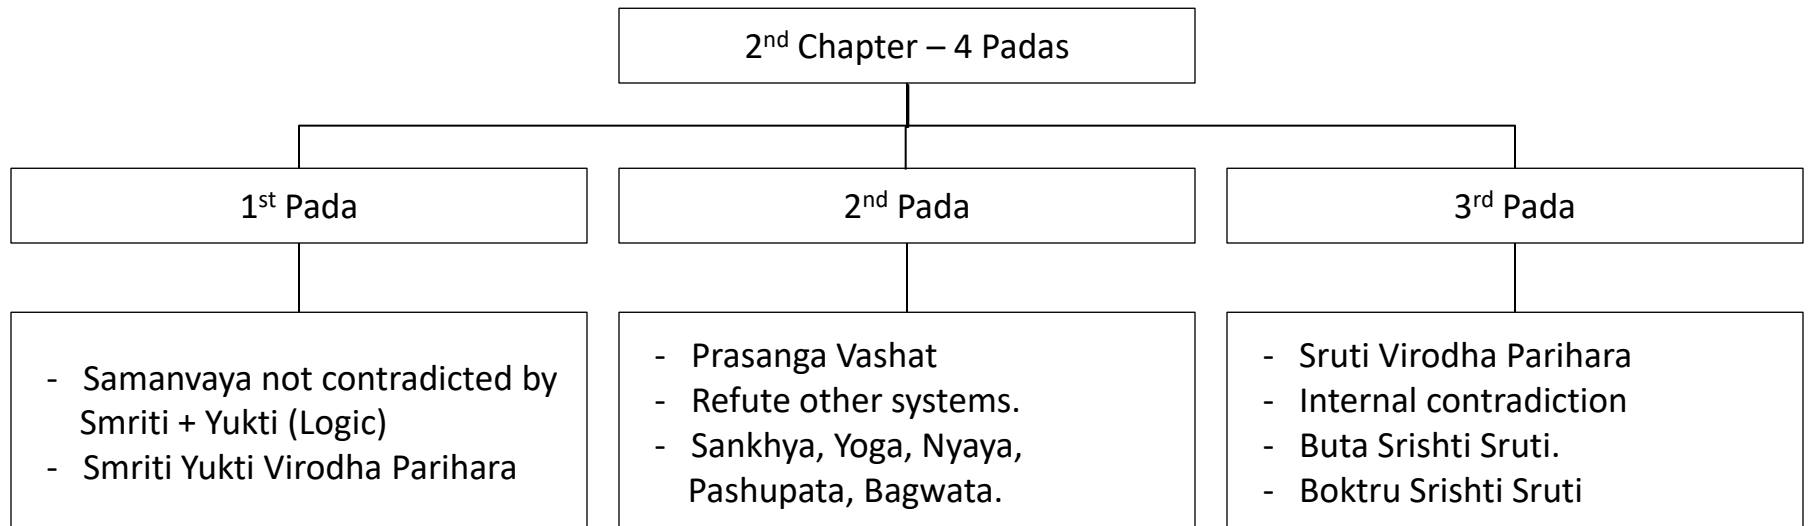 2nd Chapter – 4 Padas
1st Pada
2nd Pada
3rd Pada
- Samanvaya not contradicted by
Smriti + Yukti (Logic)
- Smriti Yukti Virodha Parihara
- Prasanga Vashat
- Refute other systems.
- Sankhya, Yoga, Nyaya,
Pashupata, Bagwata.
- Sruti Virodha Parihara
- Internal contradiction
- Buta Srishti Sruti.
- Boktru Srishti Sruti